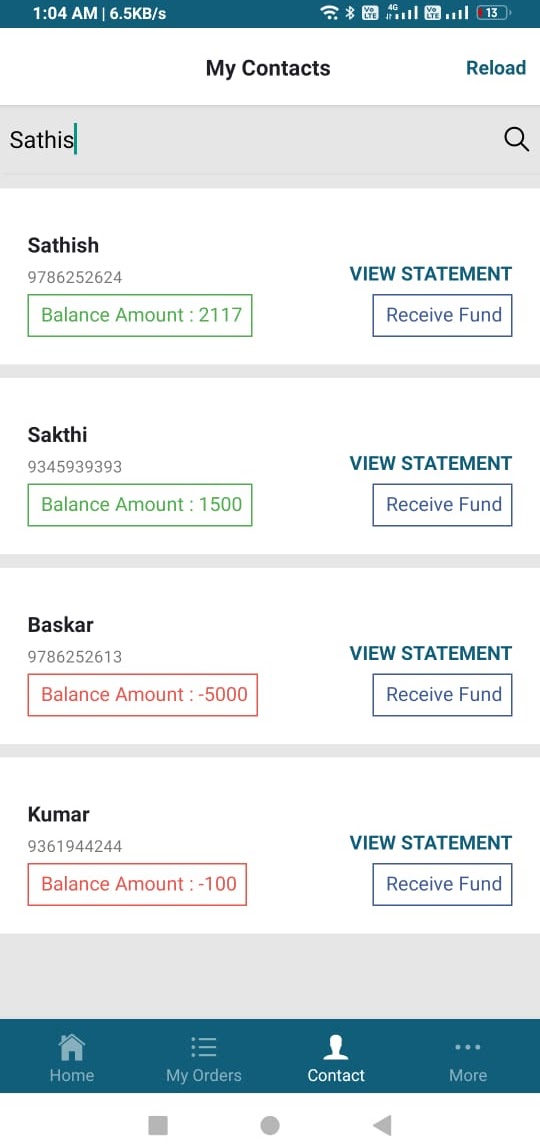 1:04 AM | 6.5KB/s
Vo LTE 4G Vo LTE 13
My Contacts Reload
Sathis
Sathish
9786252624 VIEW STATEMENT
Balance Amount : 2117 Receive Fund
Sakthi
9345939393 VIEW STATEMENT
Balance Amount : 1500 Receive Fund
Baskar
9786252613 VIEW STATEMENT
Balance Amount : -5000 Receive Fund
Kumar
9361944244 VIEW STATEMENT
Balance Amount : -100 Receive Fund
Home My Orders Contact More